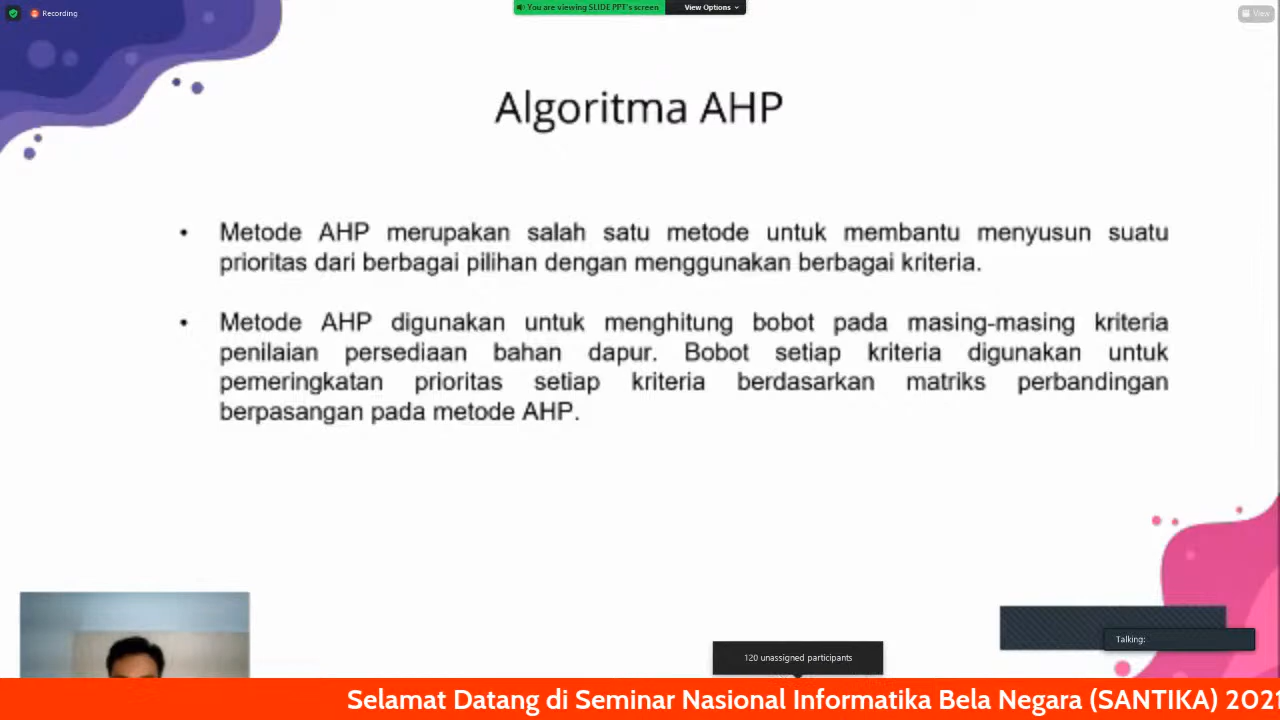 Recording
You are viewing SLIDE PPT's screen
View Options
View
Algoritma AHP
• Metode AHP merupakan salah satu metode untuk membantu menyusun suatu
prioritas dari berbagai pilihan dengan menggunakan berbagai kriteria.
• Metode AHP digunakan untuk menghitung bobot pada masing-masing kriteria
penilaian persediaan bahan dapur. Bobot setiap kriteria digunakan untuk
pemeringkatan prioritas setiap kriteria berdasarkan matriks perbandingan
berpasangan pada metode AHP.
Talking:
120 unassigned participants
Selamat Datang di Seminar Nasional Informatika Bela Negara (SANTIKA)